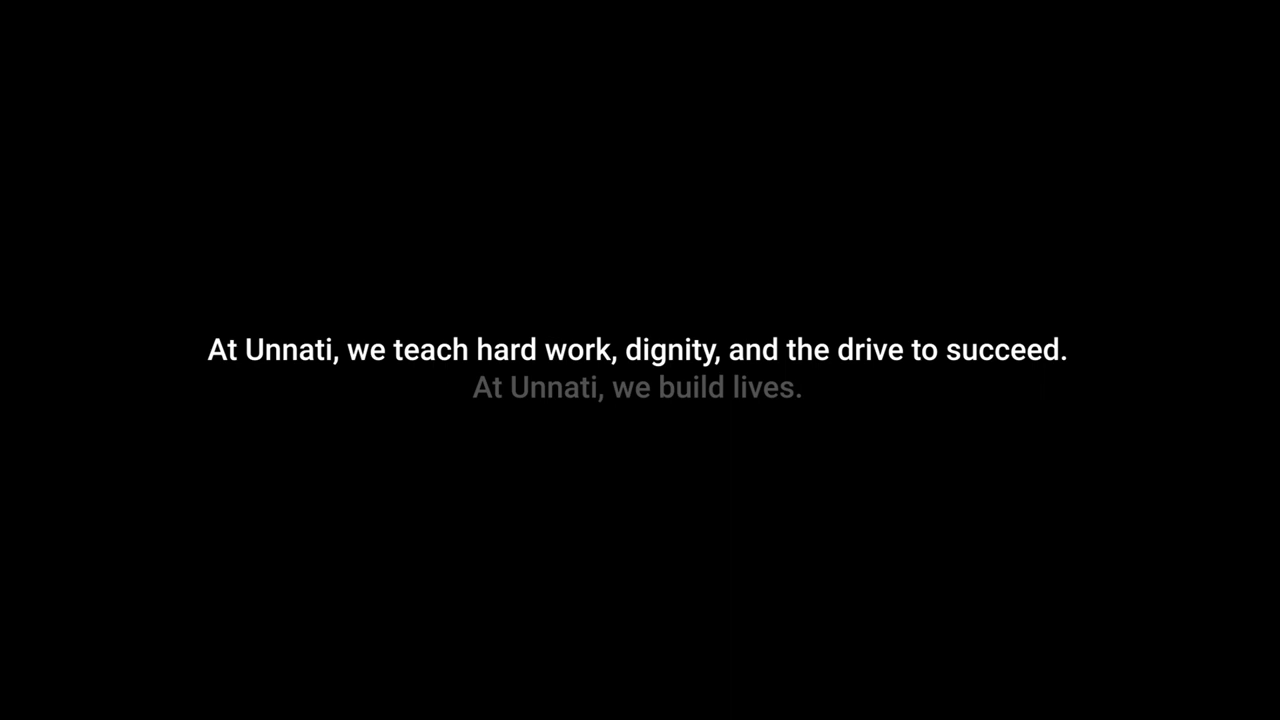 At Unnati, we teach hard work, dignity, and the drive to succeed.
At Unnati, we build lives.